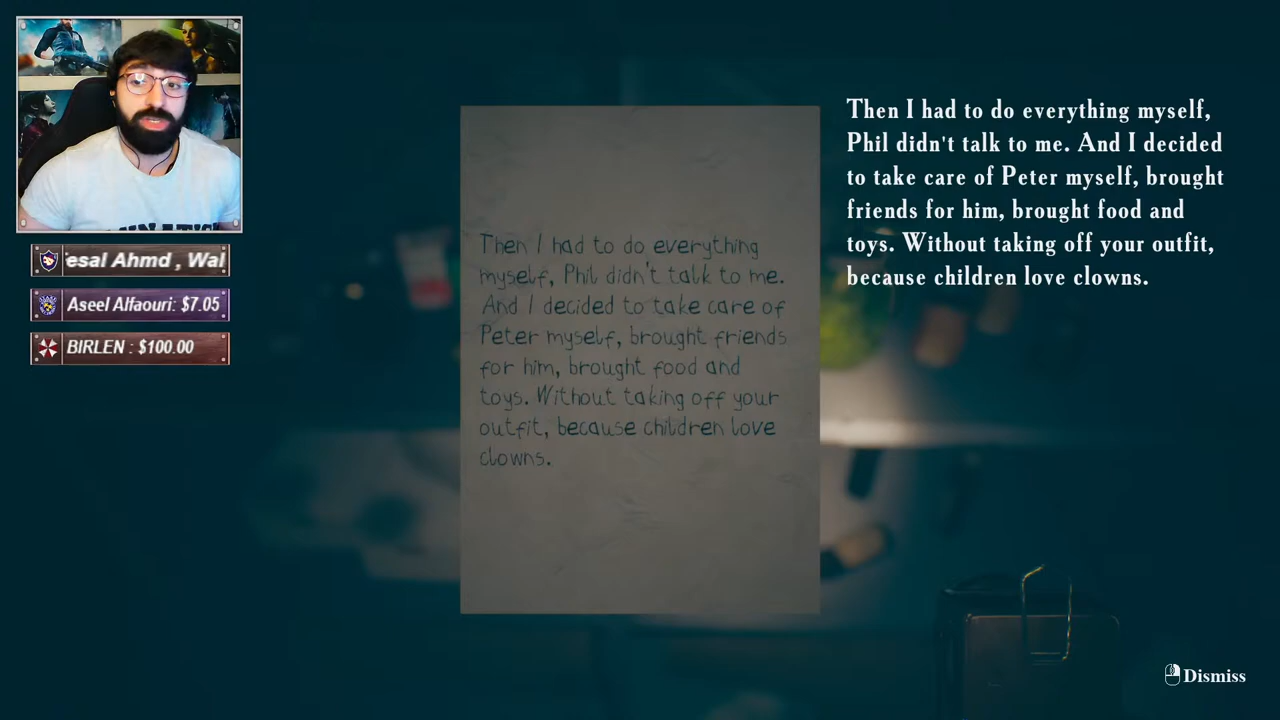 esal Ahmd , Wal
Aseel Alfaouri: $7.05
BIRLEN : $100.00
Then I had to do everything
myself, Phil didn't talk to me.
And I decided to take care of
Peter myself, brought friends
for him, brought food and
toys. Without taking off your
outfit, because children love
clowns.
Then I had to do everything myself,
Phil didn't talk to me. And I decided
to take care of Peter myself, brought
friends for him, brought food and
toys. Without taking off your outfit,
because children love clowns.
Dismiss